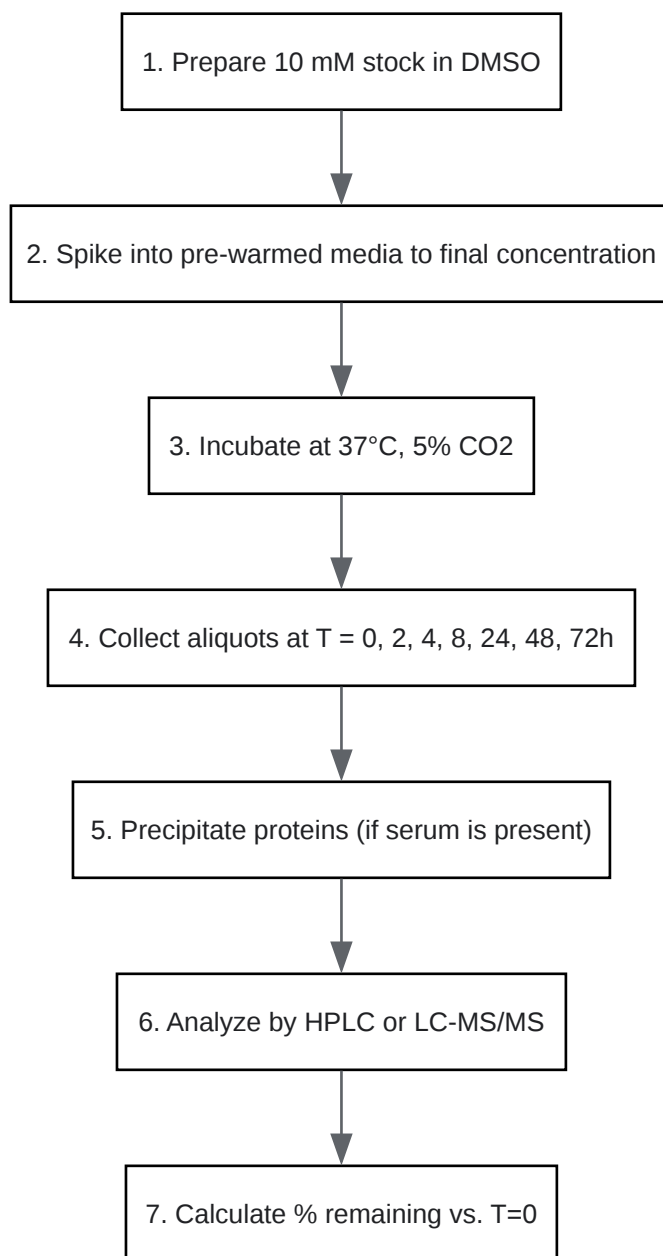 1. Prepare 10 mM stock in DMSO
2. Spike into pre-warmed media to final concentration
3. Incubate at 37°C, 5% CO2
4. Collect aliquots at T = 0, 2, 4, 8, 24, 48, 72h
5. Precipitate proteins (if serum is present)
6. Analyze by HPLC or LC-MS/MS
7. Calculate % remaining vs. T=0